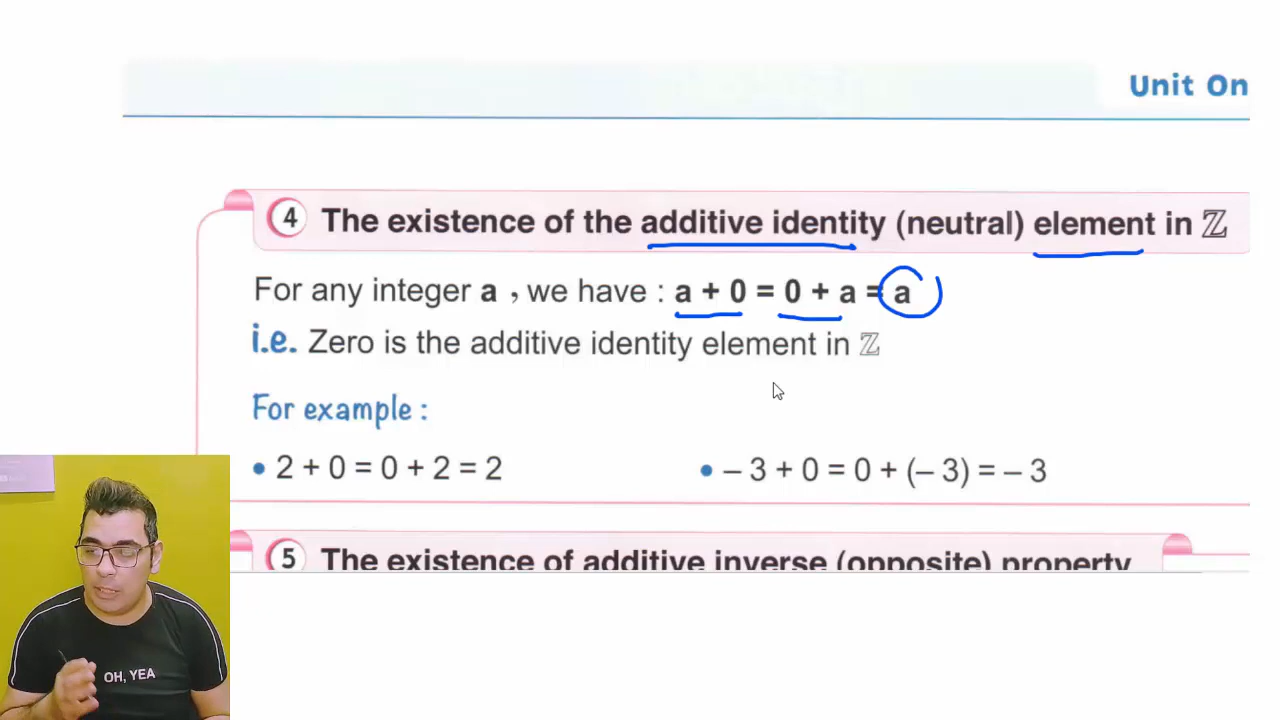 Unit On
4 The existence of the additive identity (neutral) element in ℤ
For any integer a , we have : a + 0 = 0 + a = a
i.e. Zero is the additive identity element in ℤ
For example :
• 2 + 0 = 0 + 2 = 2
• – 3 + 0 = 0 + (– 3) = – 3
5 The existence of additive inverse (opposite) property
OH, YEA